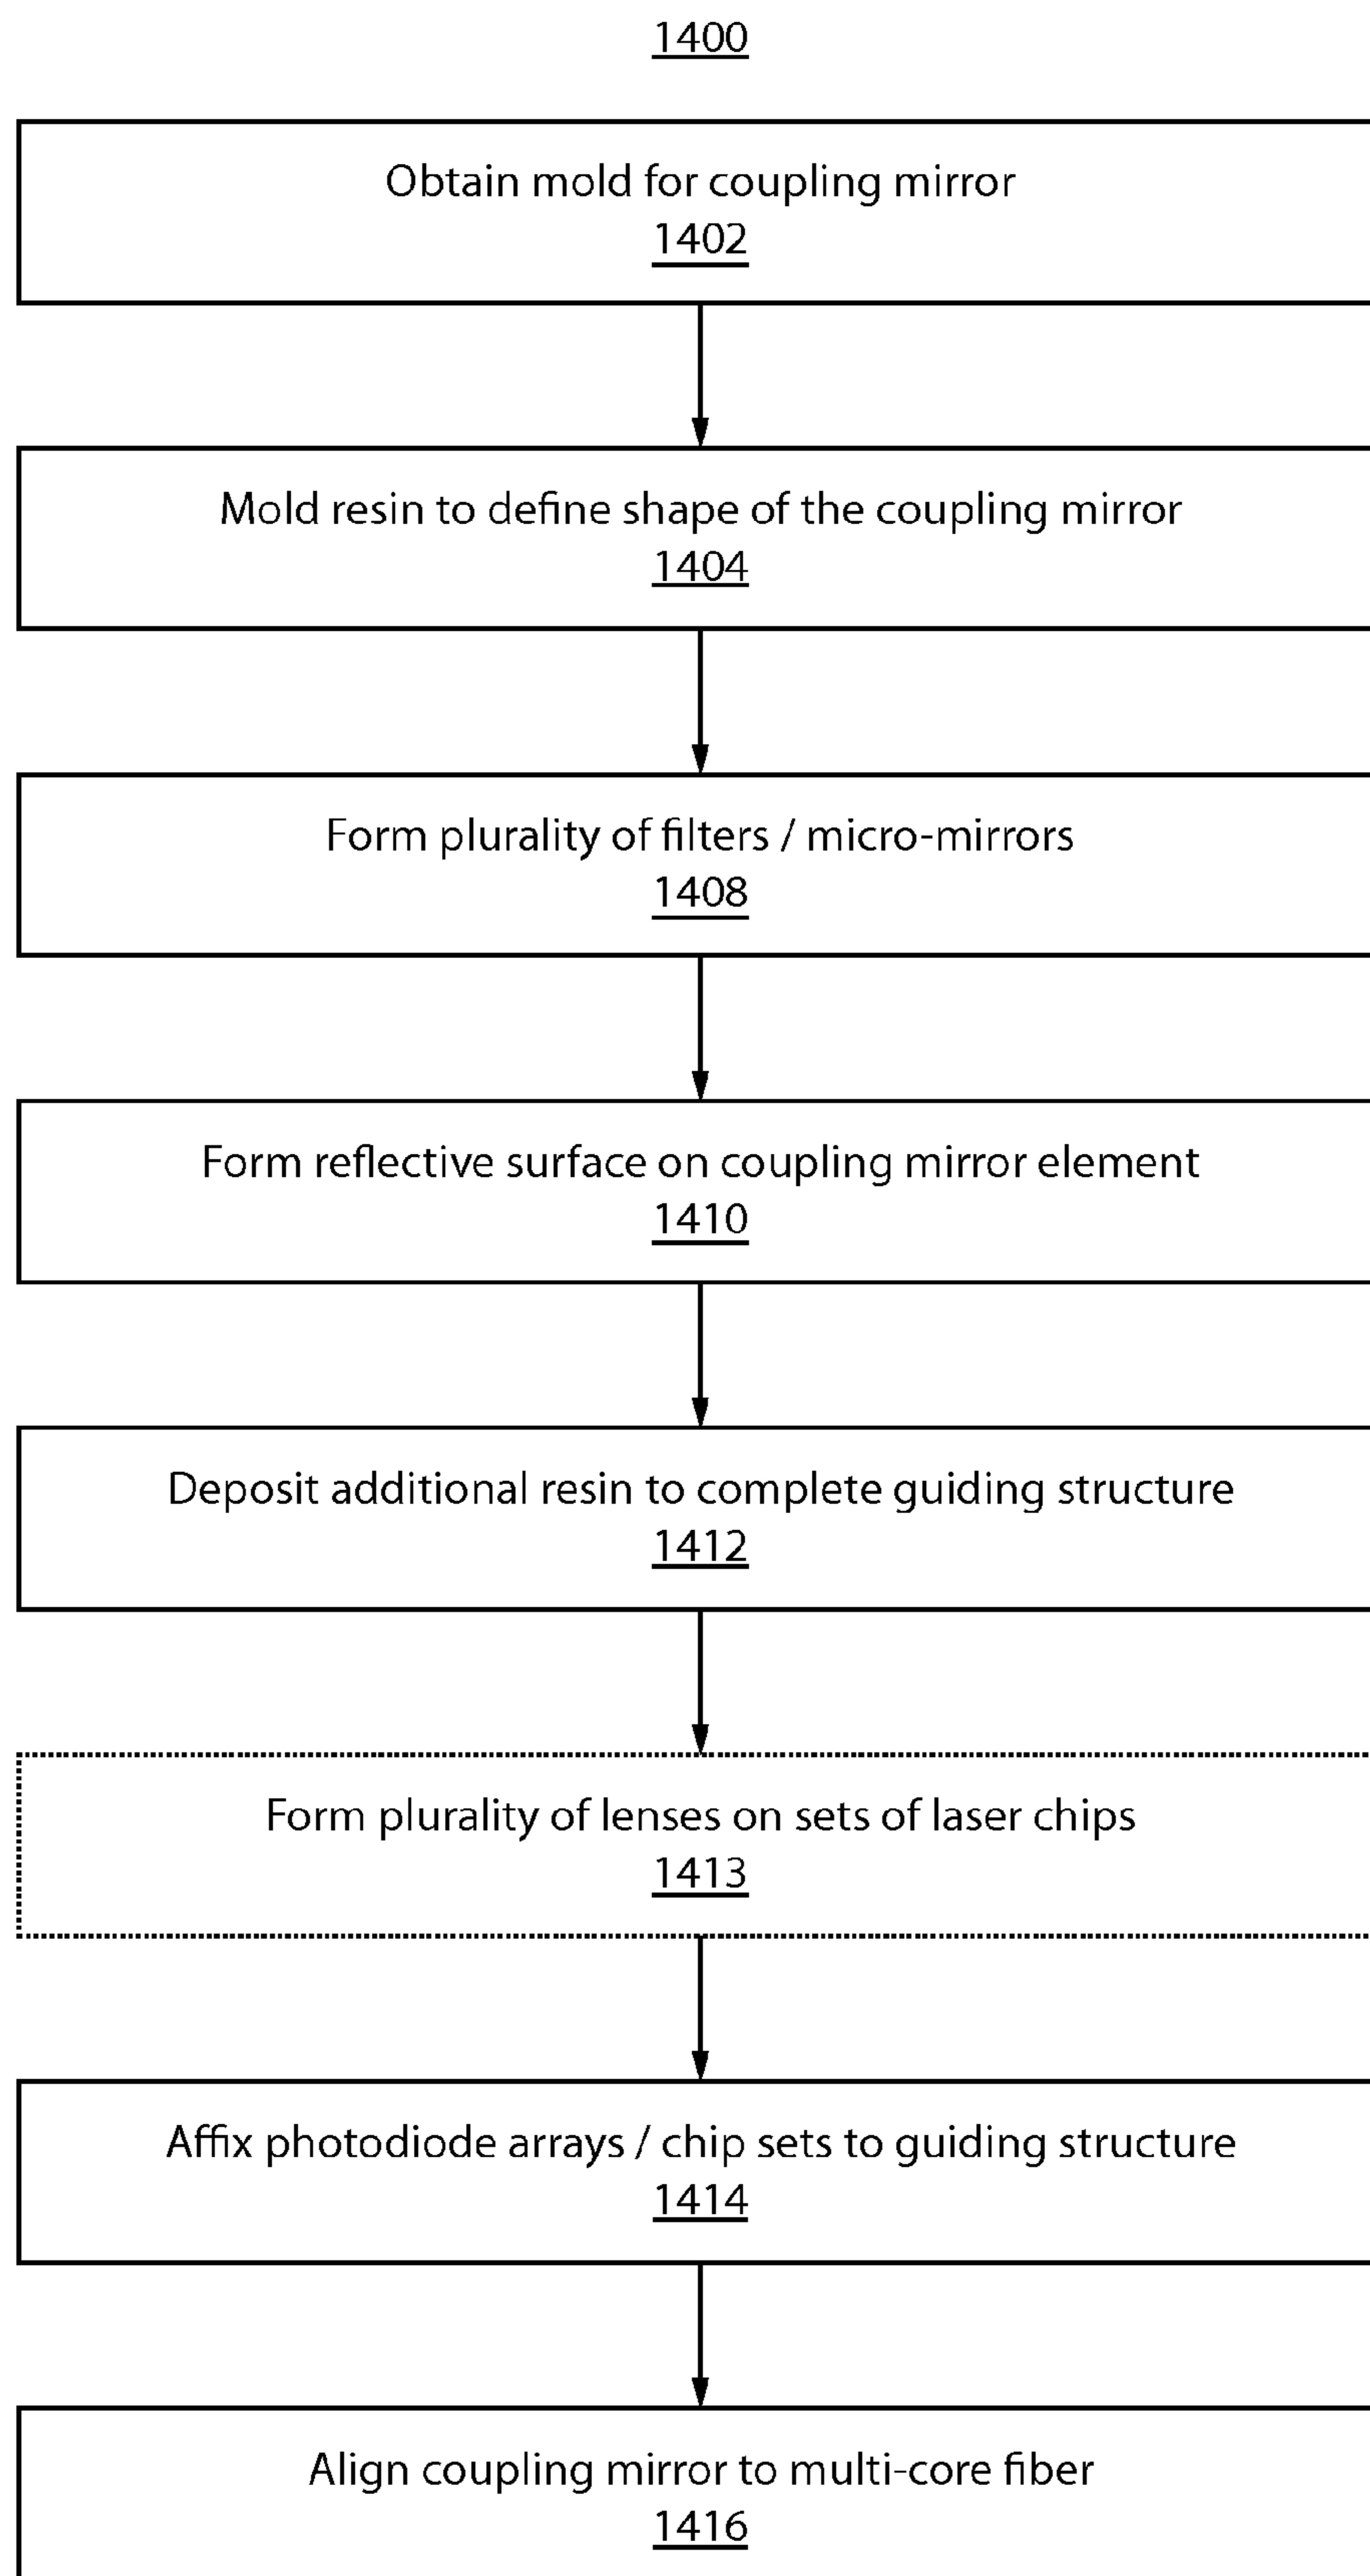 1400
Obtain mold for coupling mirror
1402
Mold resin to define shape of the coupling mirror
1404
Form plurality of filters / micro-mirrors
1408
Form reflective surface on coupling mirror element
1410
Deposit additional resin to complete guiding structure
1412
Form plurality of lenses on sets of laser chips
1413
Affix photodiode arrays / chip sets to guiding structure
1414
Align coupling mirror to multi-core fiber
1416